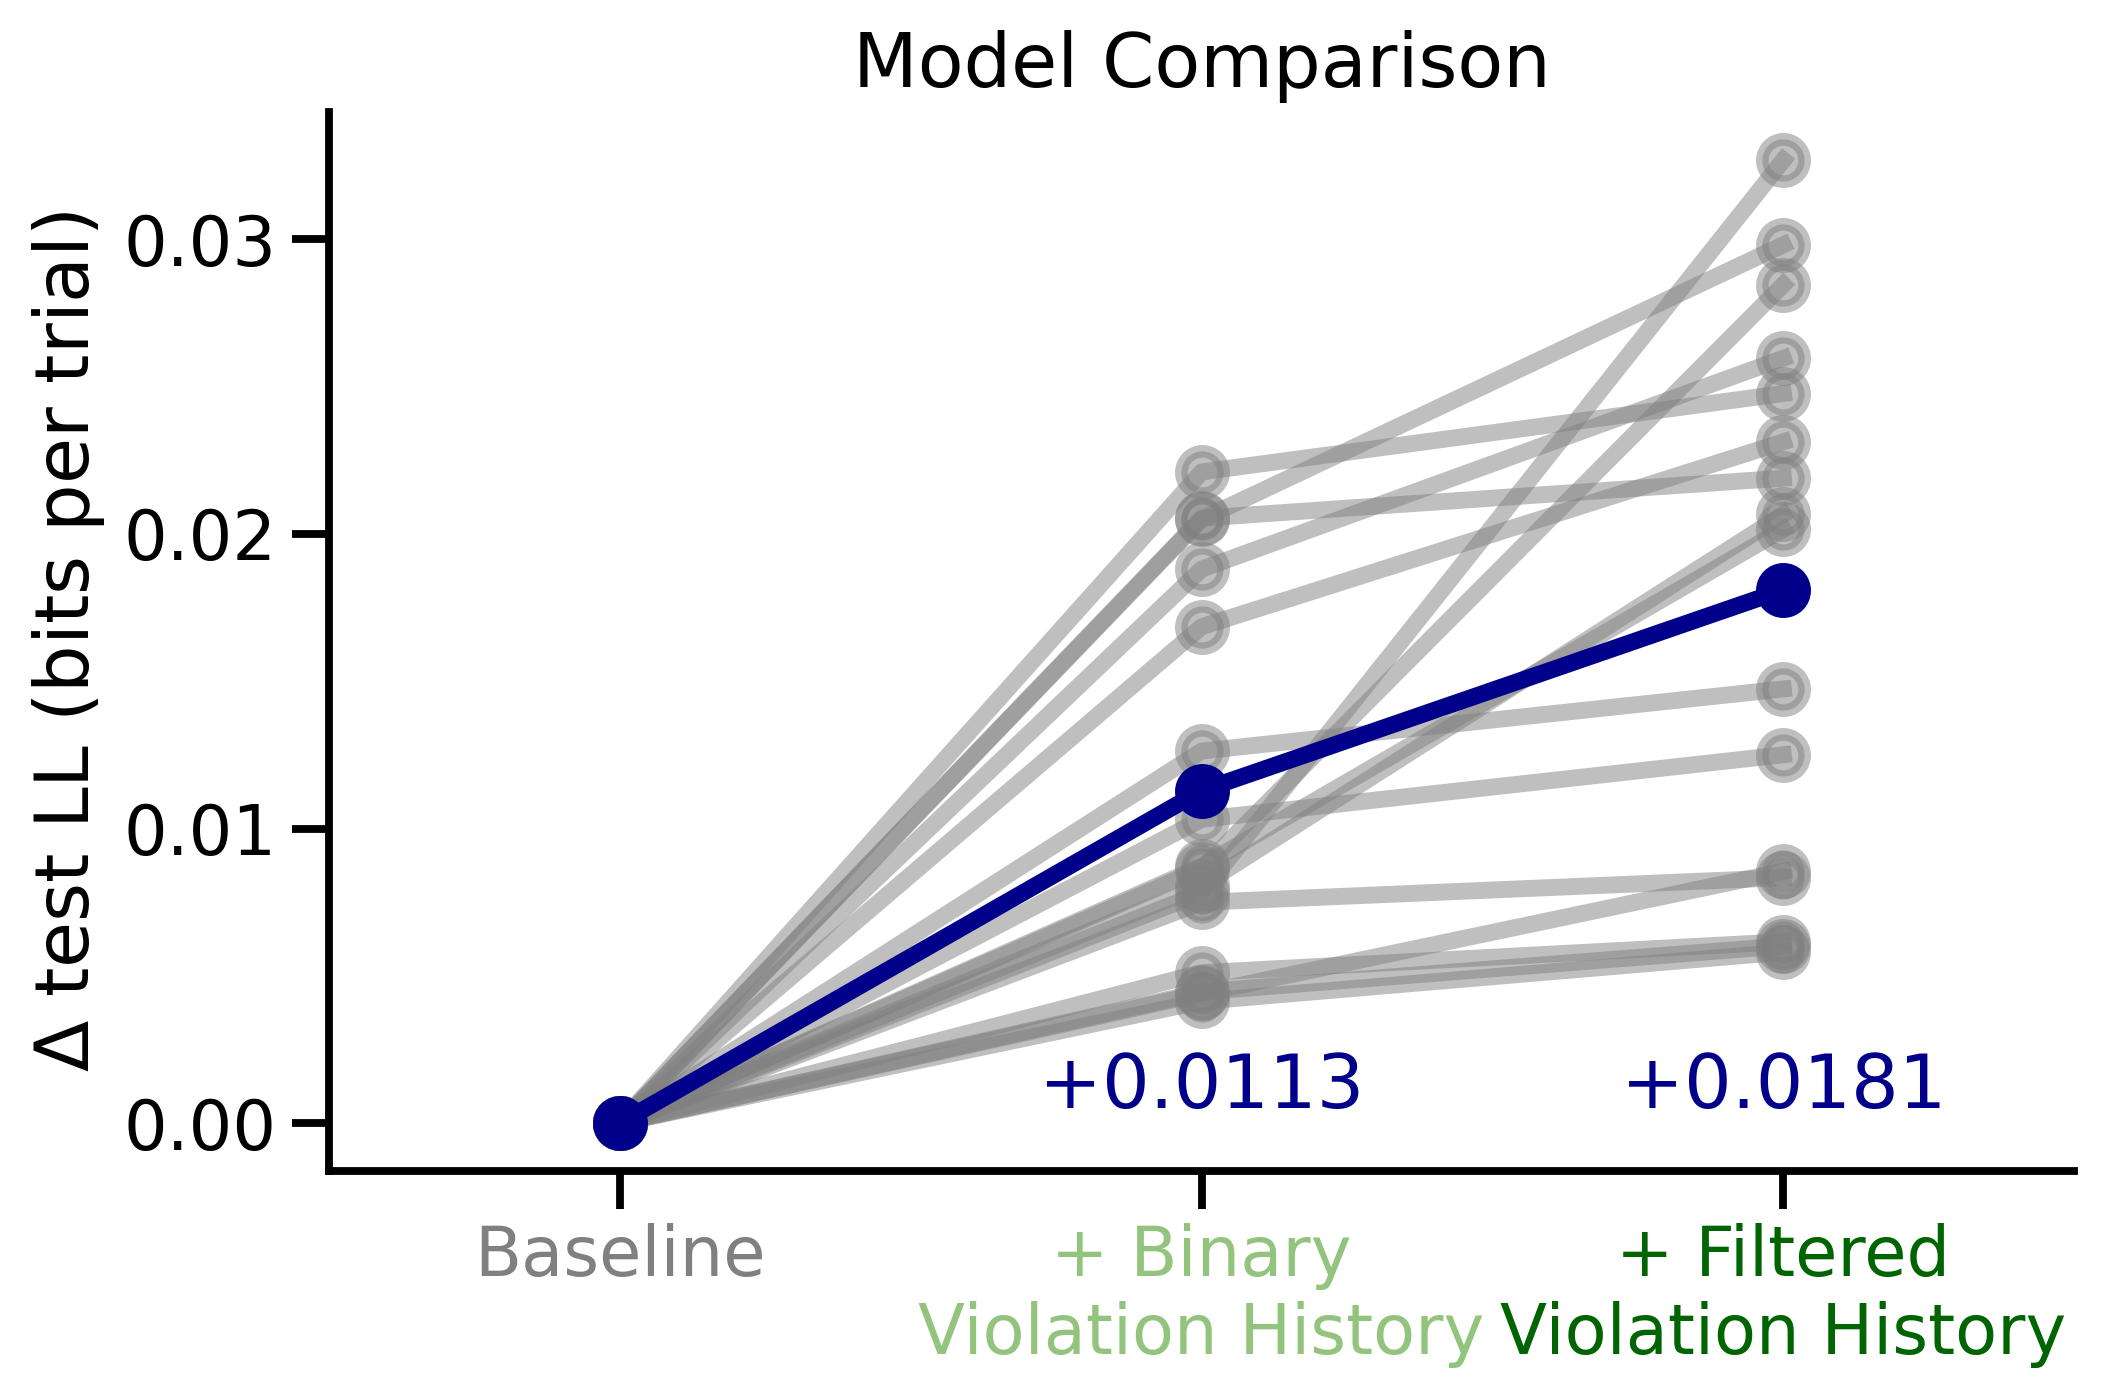 Model Comparison
Δ test LL (bits per trial)
0.03
0.02
0.01
0.00
+0.0113
+0.0181
Baseline
+ Binary
Violation History
+ Filtered
Violation History